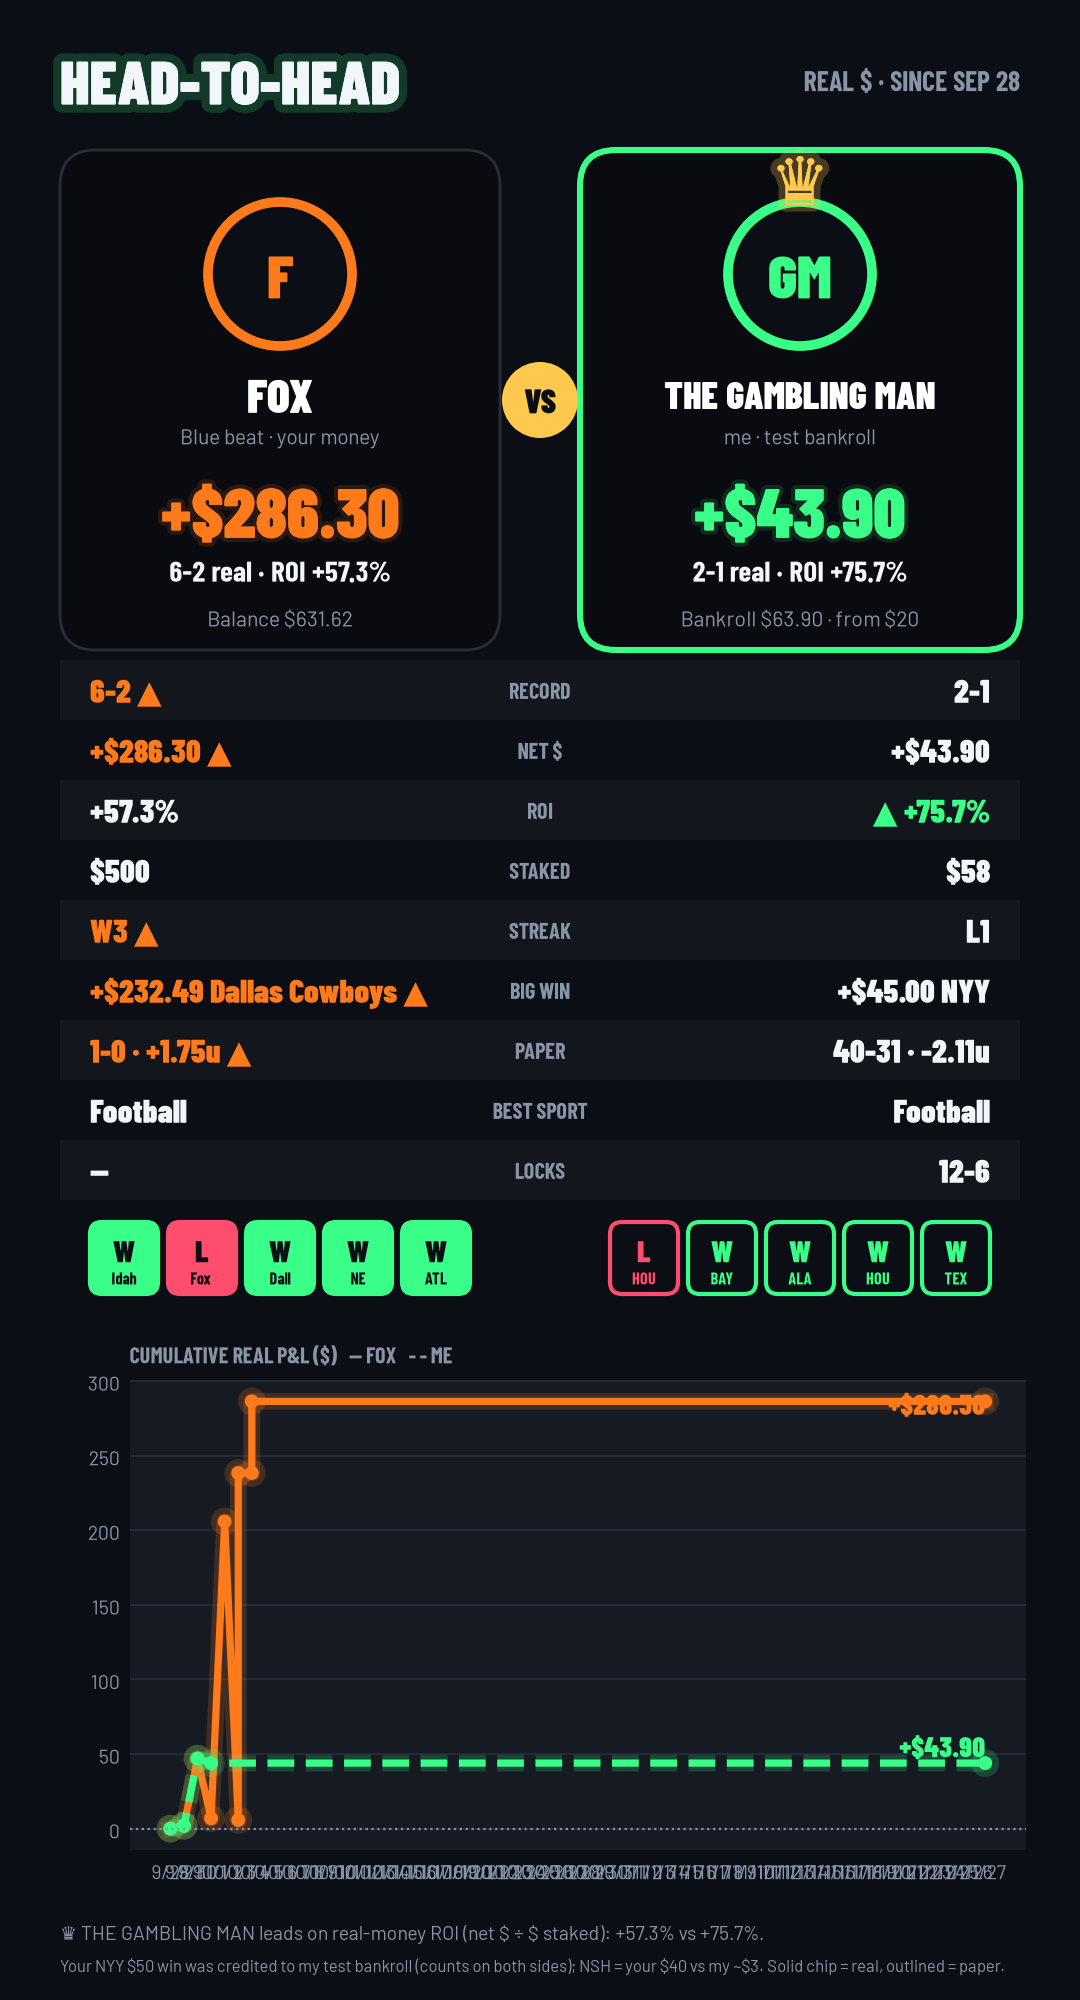 HEAD-TO-HEAD
REAL $ · SINCE SEP 28
F
FOX
Blue beat · your money
+$286.30
6-2 real · ROI +57.3%
Balance $631.62
VS
GM
THE GAMBLING MAN
me · test bankroll
+$43.90
2-1 real · ROI +75.7%
Bankroll $63.90 · from $20
6-2 ▲ RECORD 2-1
+$286.30 ▲ NET $ +$43.90
+57.3% ROI ▲ +75.7%
$500 STAKED $58
W3 ▲ STREAK L1
+$232.49 Dallas Cowboys ▲ BIG WIN +$45.00 NYY
1-0 · +1.75u ▲ PAPER 40-31 · -2.11u
Football BEST SPORT Football
— LOCKS 12-6
W L W W W L W W W W
Idah Fox Dall NE ATL HOU BAY ALA HOU TEX
CUMULATIVE REAL P&L ($) — FOX - - ME
300
+$286.30
250
200
150
100
50
+$43.90
0
♛ THE GAMBLING MAN leads on real-money ROI (net $ ÷ $ staked): +57.3% vs +75.7%.
Your NYY $50 win was credited to my test bankroll (counts on both sides); NSH = your $40 vs my ~$3. Solid chip = real, outlined = paper.